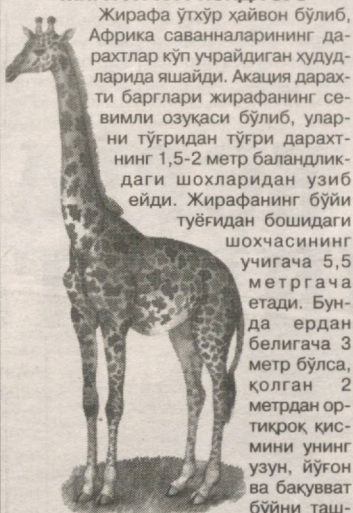 Жирафа ўтхўр ҳайвон бўлиб,
Африка саванналарининг да-
рахтлар кўп учрайдиган ҳудуд-
ларида яшайди. Акация дарах-
ти барглари жирафанинг се-
вимли озуқаси бўлиб, улар-
ни тўғридан тўғри дарахт-
нинг 1,5-2 метр баландлик-
даги шохларидан узиб
ейди. Жирафанинг бўйи
туёғидан бошидаги
шохчасининг
учигача 5,5
метргача
етади. Бун-
да ердан
белигача 3
метр бўлса,
қолган 2
метрдан ор-
тиқроқ қис-
мини унинг
узун, йўғон
ва бақувват
бўйни таш-